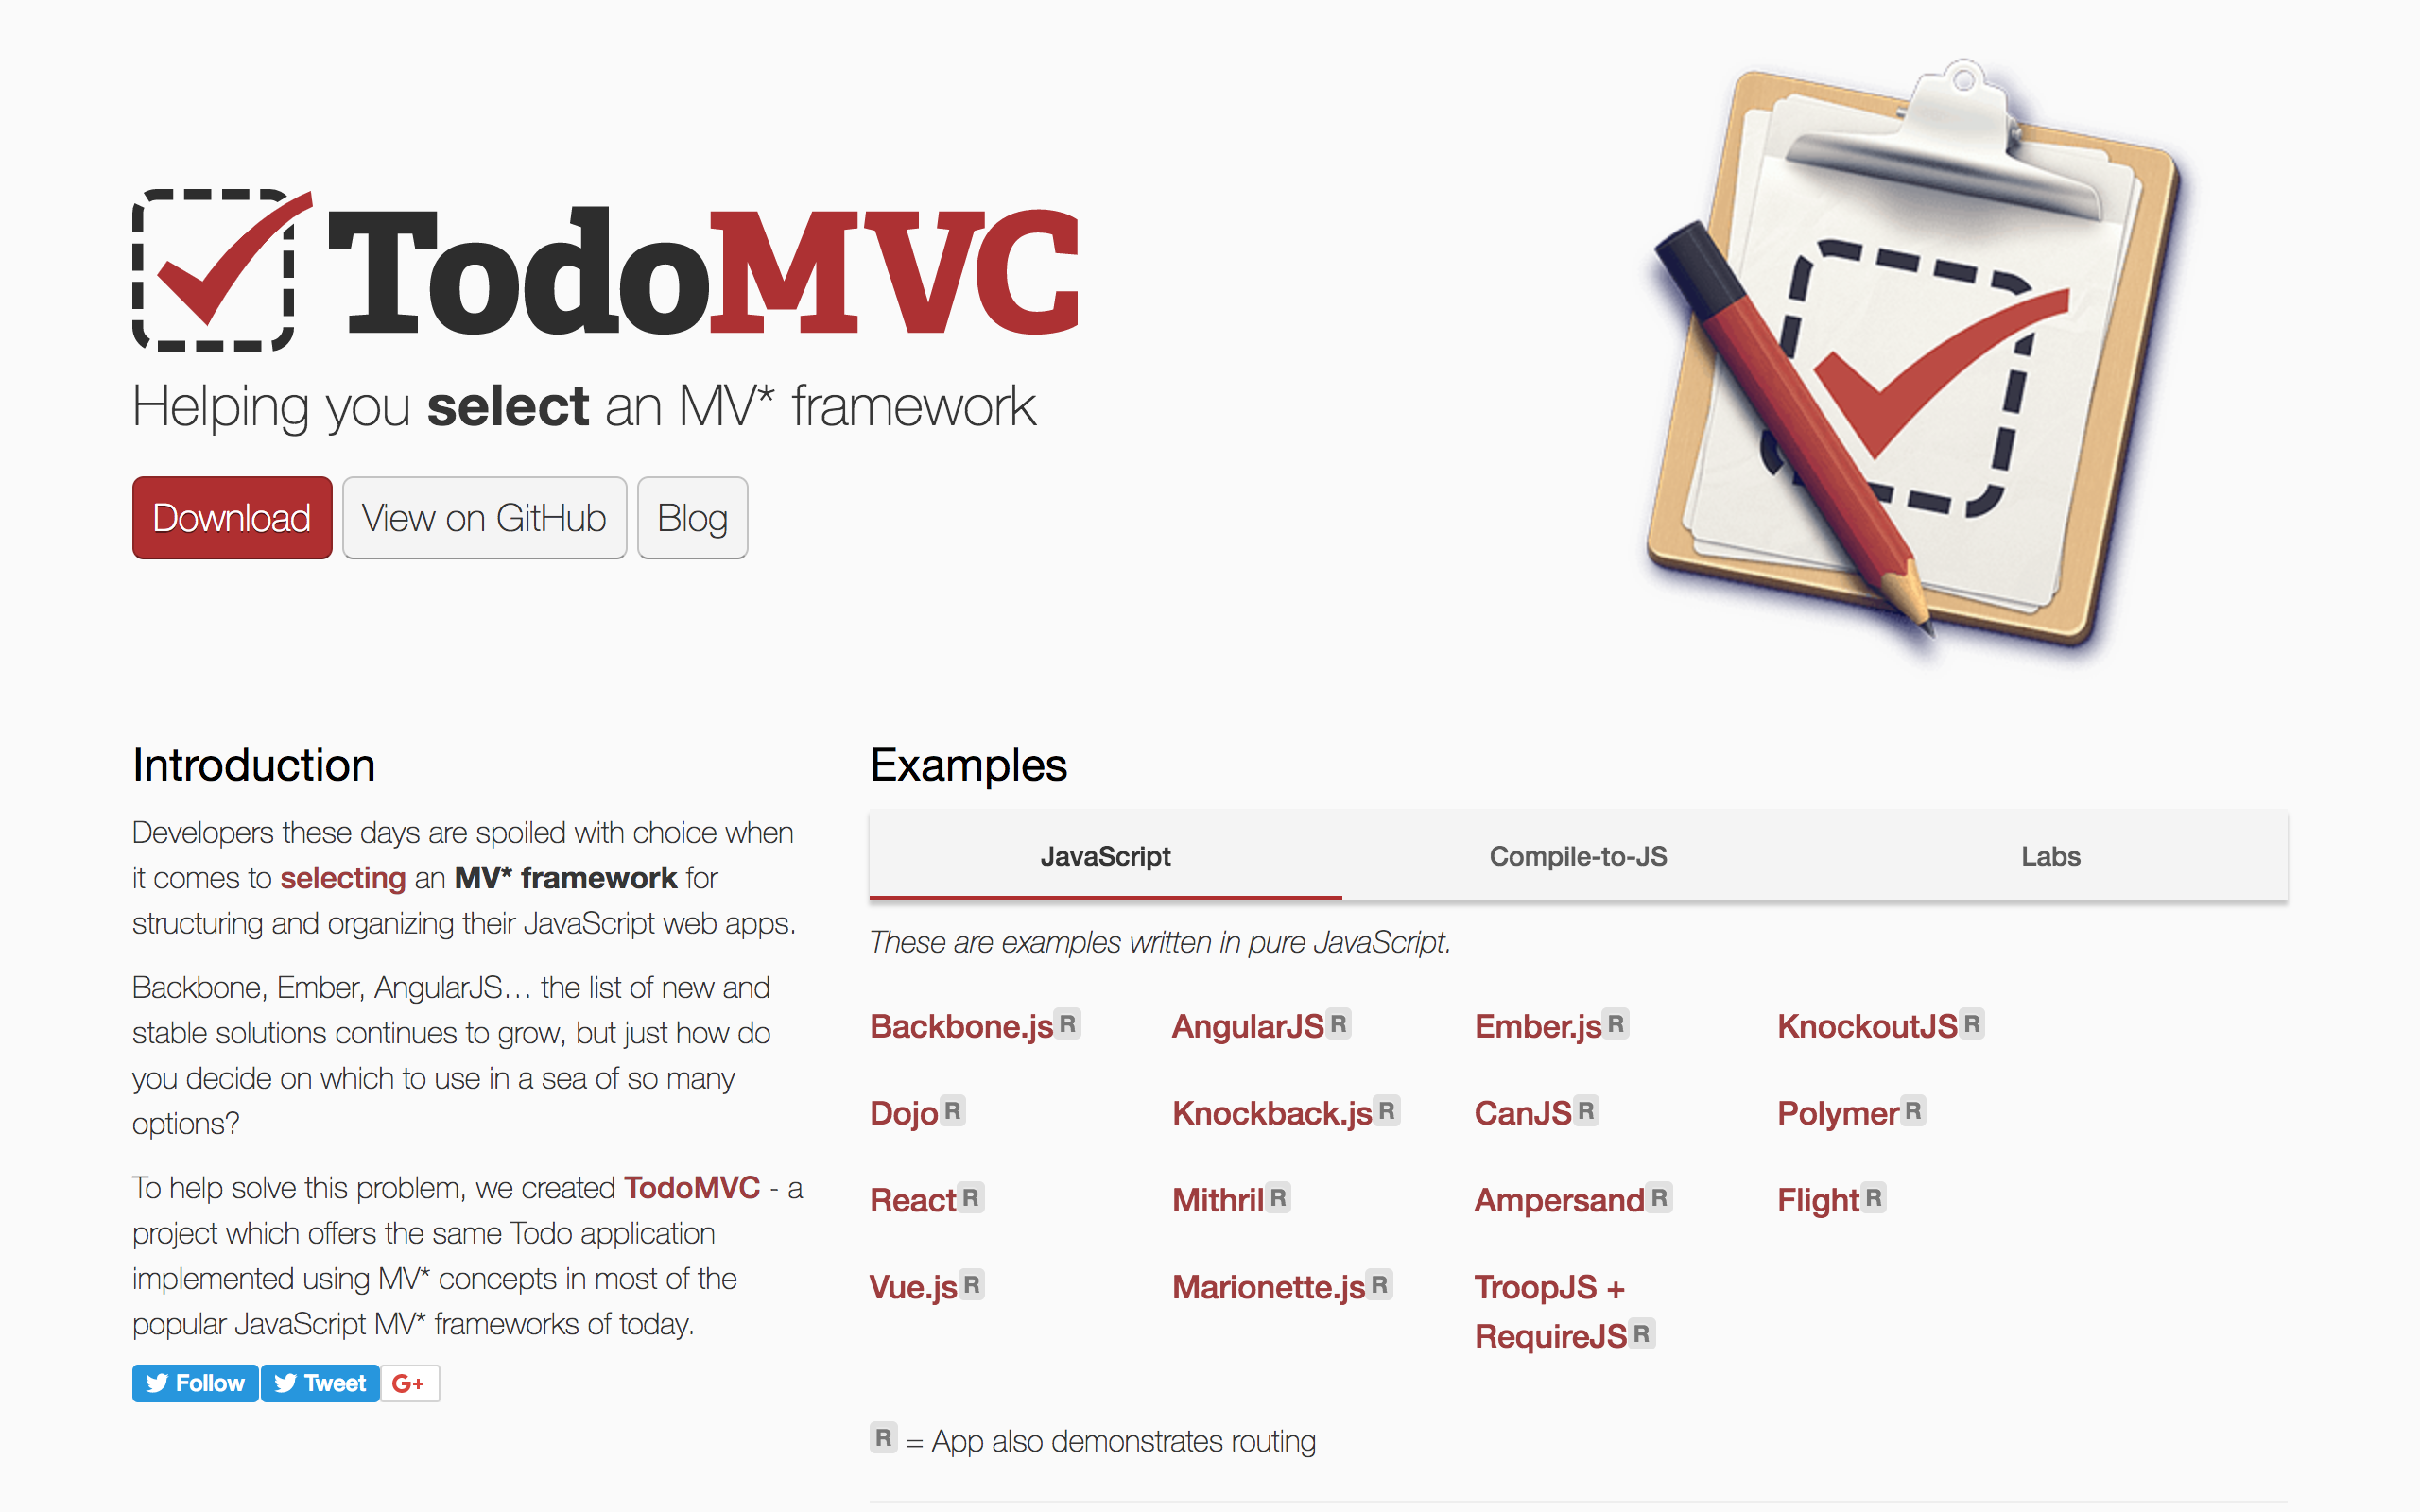 TodoMVC
Helping you select an MV* framework
Download View on GitHub Blog
Introduction
Developers these days are spoiled with choice when
it comes to selecting an MV* framework for
structuring and organizing their JavaScript web apps.
Backbone, Ember, AngularJS… the list of new and
stable solutions continues to grow, but just how do
you decide on which to use in a sea of so many
options?
To help solve this problem, we created TodoMVC - a
project which offers the same Todo application
implemented using MV* concepts in most of the
popular JavaScript MV* frameworks of today.
Follow Tweet G+
Examples
JavaScript Compile-to-JS Labs
These are examples written in pure JavaScript.
Backbone.js R AngularJS R Ember.js R KnockoutJS R
Dojo R Knockback.js R CanJS R Polymer R
React R Mithril R Ampersand R Flight R
Vue.js R Marionette.js R TroopJS +
RequireJS R
R = App also demonstrates routing